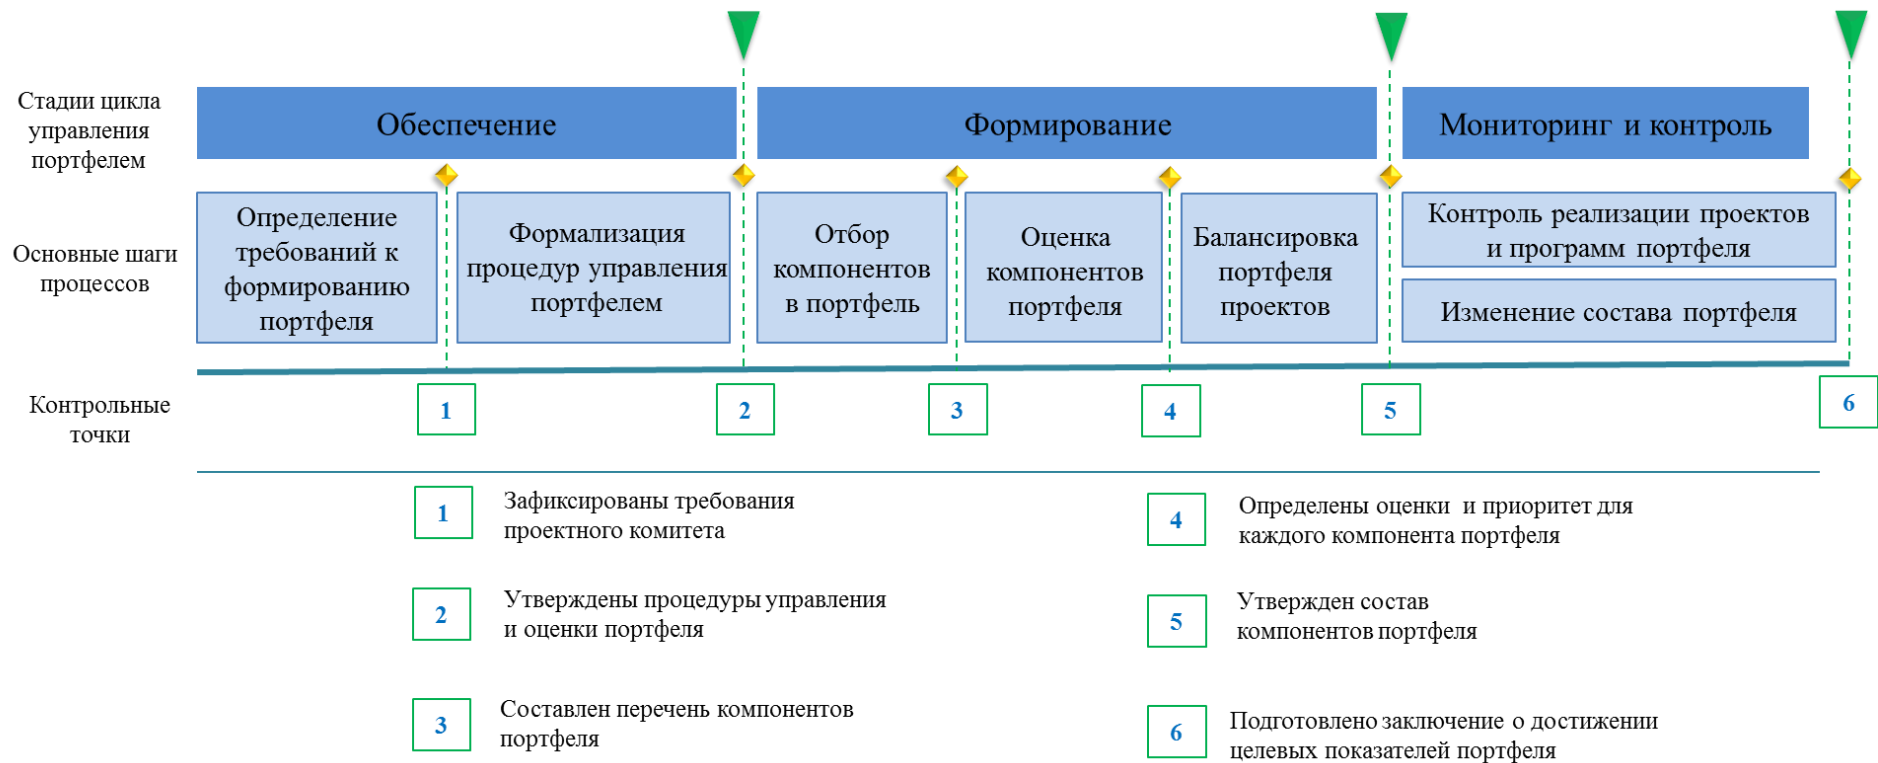 Стадии цикла
управления
портфелем
Обеспечение
Формирование
Мониторинг и контроль
Основные шаги
процессов
Определение
требований к
формированию
портфеля
Формализация
процедур управления
портфелем
Отбор
компонентов
в портфель
Оценка
компонентов
портфеля
Балансировка
портфеля
проектов
Контроль реализации проектов
и программ портфеля
Изменение состава портфеля
Контрольные
точки
1
2
3
4
5
6
1
Зафиксированы требования
проектного комитета
2
Утверждены процедуры управления
и оценки портфеля
3
Составлен перечень компонентов
портфеля
4
Определены оценки и приоритет для
каждого компонента портфеля
5
Утвержден состав
компонентов портфеля
6
Подготовлено заключение о достижении
целевых показателей портфеля